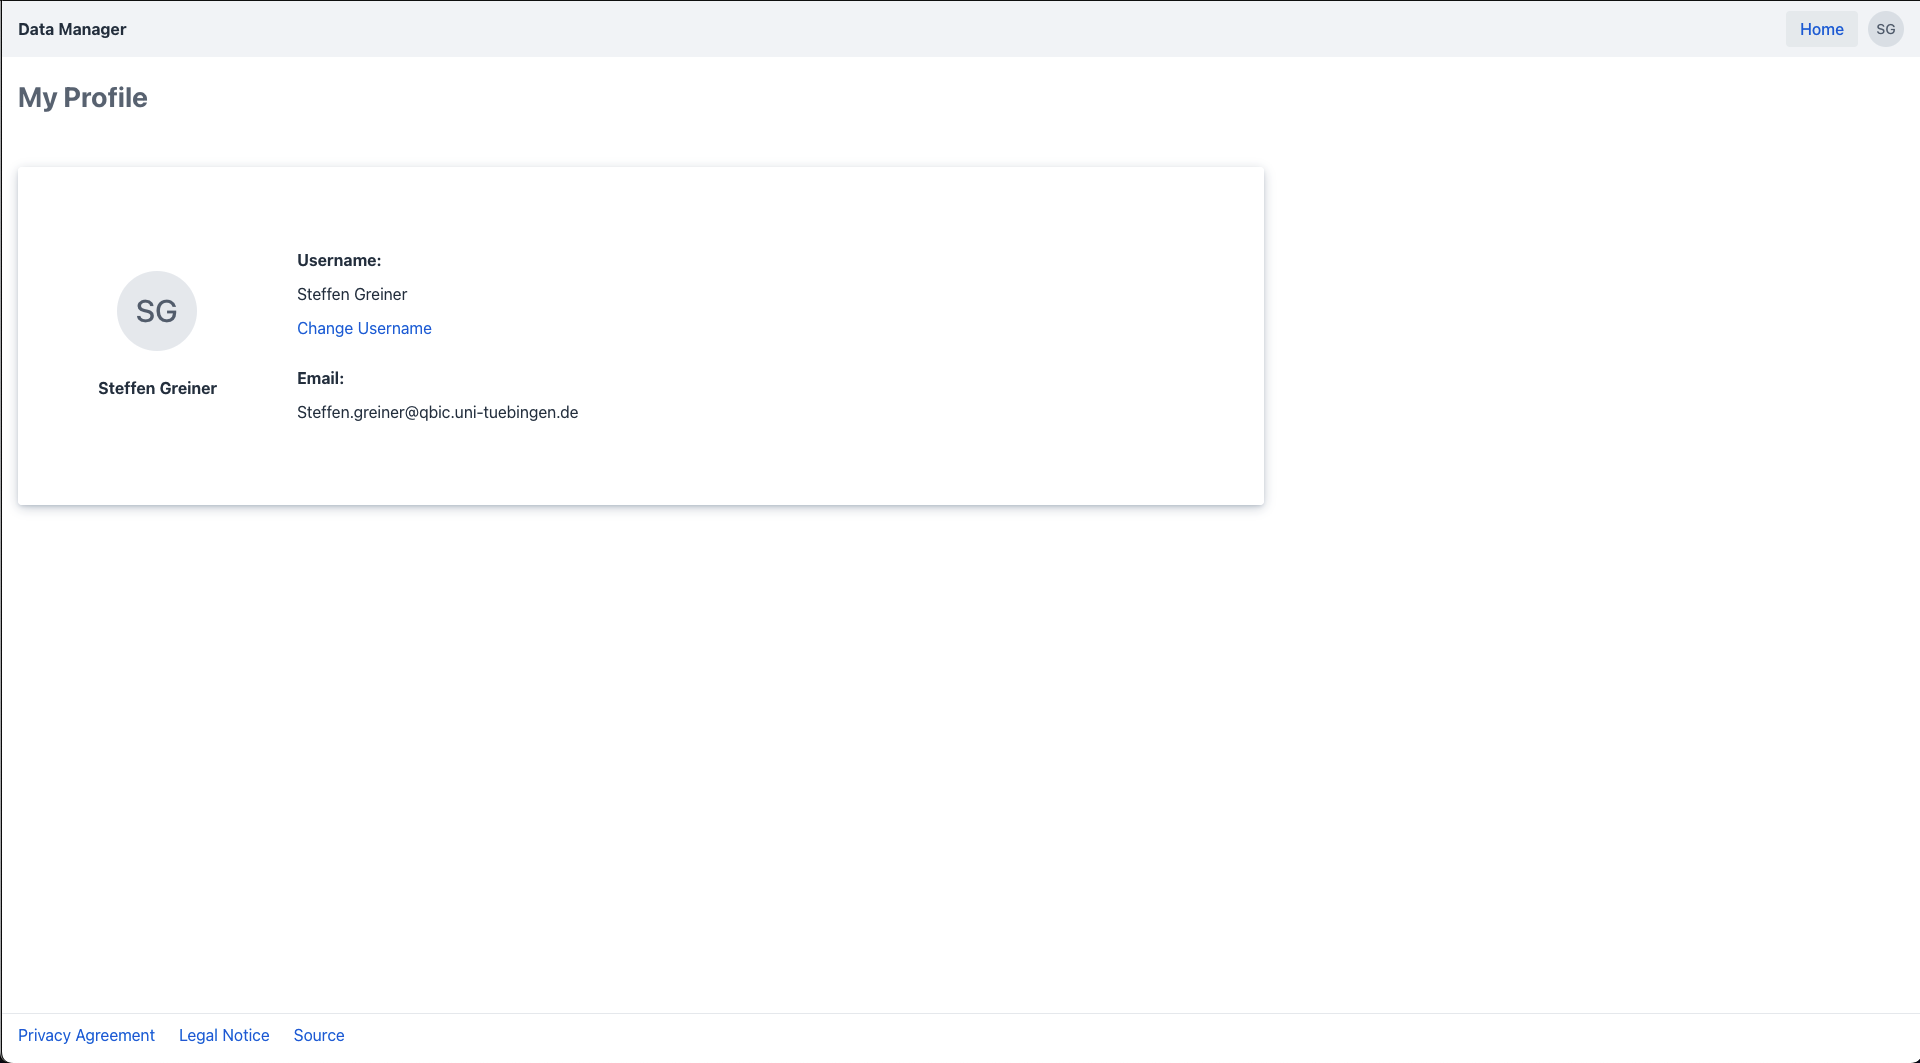 Data Manager
Home
SG
My Profile
SG
Steffen Greiner
Username:
Steffen Greiner
Change Username
Email:
Steffen.greiner@qbic.uni-tuebingen.de
Privacy Agreement
Legal Notice
Source